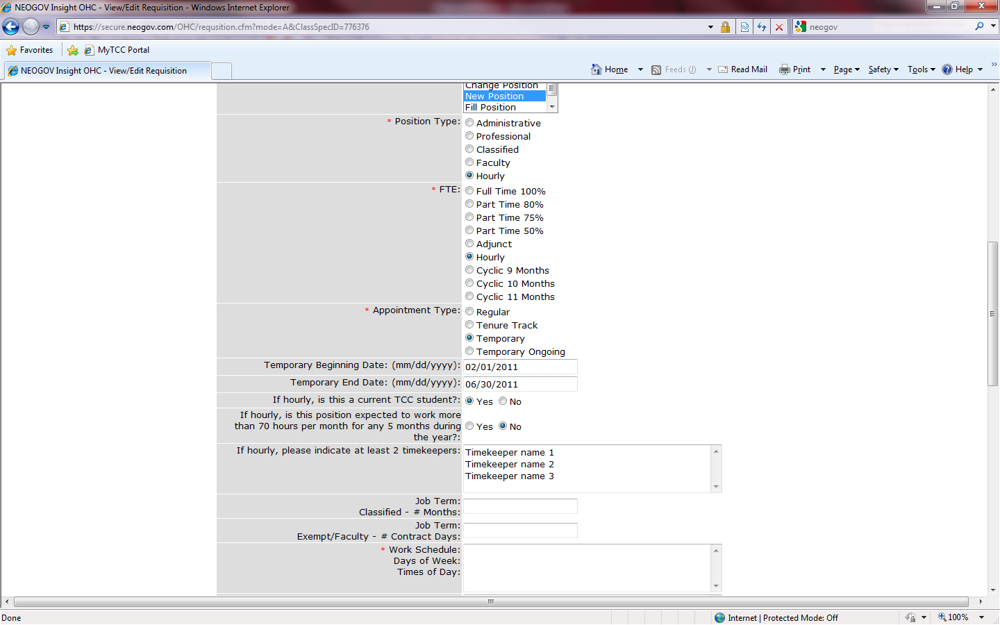 NEOGOV Insight OHC - View/Edit Requisition - Windows Internet Explorer
https://secure.neogov.com/OHC/requsition.cfm?mode=A&ClassSpecID=776376
neogov
Favorites
MyTCC Portal
NEOGOV Insight OHC - View/Edit Requisition
Home
Feeds (J)
Read Mail
Print
Page
Safety
Tools
Help
Change Position
New Position
Fill Position
* Position Type:
Administrative
Professional
Classified
Faculty
Hourly
* FTE:
Full Time 100%
Part Time 80%
Part Time 75%
Part Time 50%
Adjunct
Hourly
Cyclic 9 Months
Cyclic 10 Months
Cyclic 11 Months
* Appointment Type:
Regular
Tenure Track
Temporary
Temporary Ongoing
Temporary Beginning Date: (mm/dd/yyyy):
02/01/2011
Temporary End Date: (mm/dd/yyyy):
06/30/2011
If hourly, is this a current TCC student?:
Yes No
If hourly, is this position expected to work more
than 70 hours per month for any 5 months during
the year?:
Yes No
If hourly, please indicate at least 2 timekeepers:
Timekeeper name 1
Timekeeper name 2
Timekeeper name 3
Job Term:
Classified - # Months:
Job Term:
Exempt/Faculty - # Contract Days:
* Work Schedule:
Days of Week:
Times of Day:
Done
Internet | Protected Mode: Off
100%